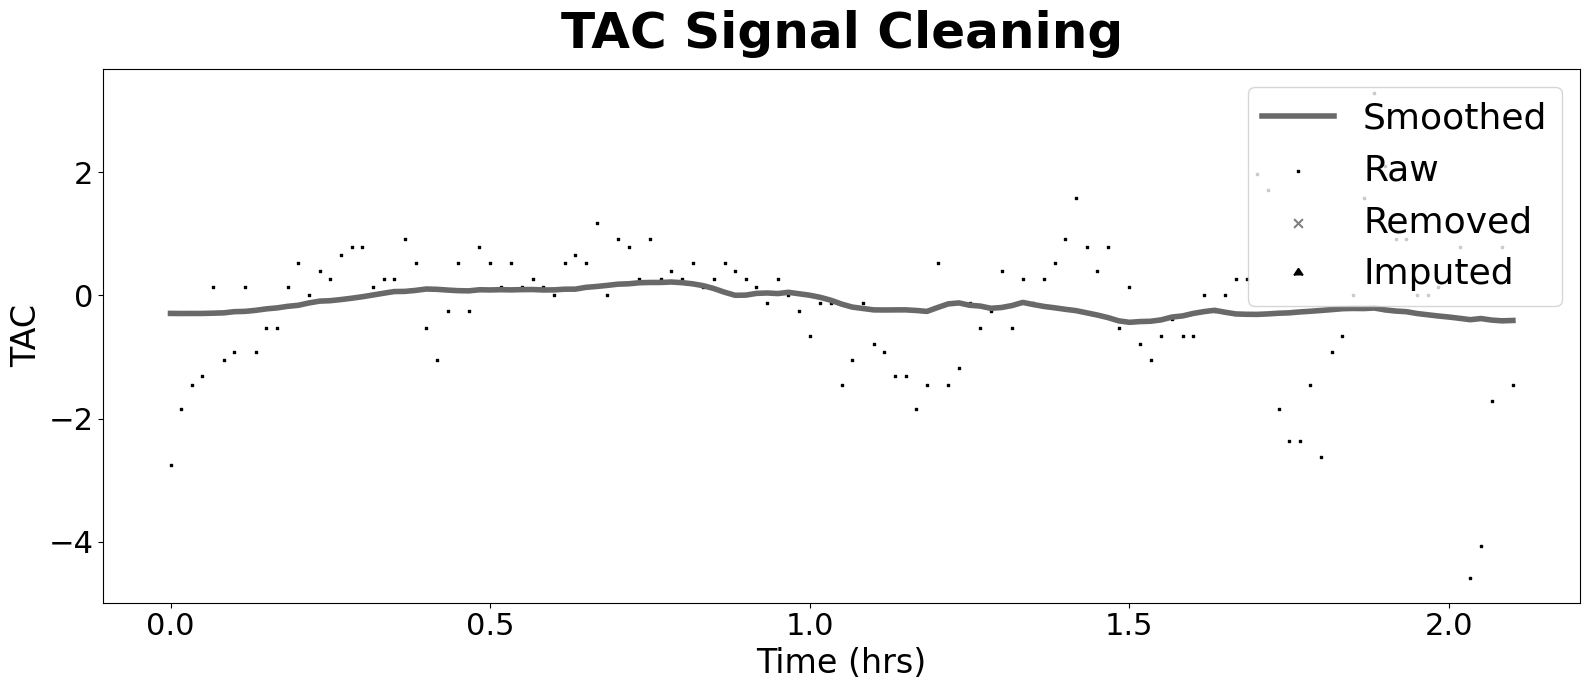 TAC Signal Cleaning
Smoothed
Raw
Removed
Imputed
TAC
2
0
−2
−4
0.0 0.5 1.0 1.5 2.0
Time (hrs)